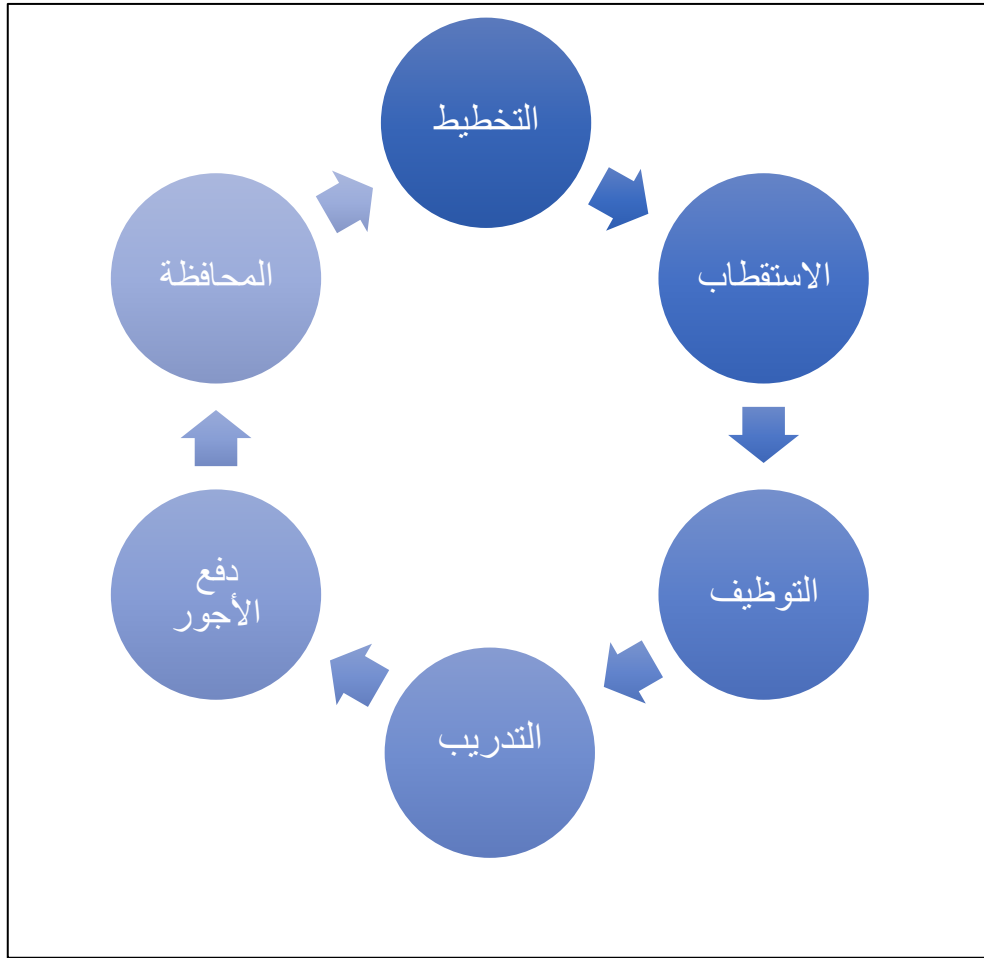 التخطيط
الاستقطاب
التوظيف
التدريب
دفع
الأجور
المحافظة